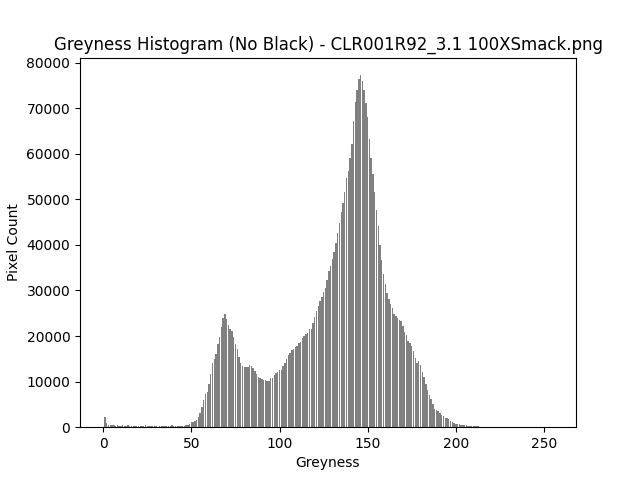 Greyness Histogram (No Black) - CLR001R92_3.1 100XSmack.png
80000
70000
60000
50000
40000
30000
20000
10000
0
Pixel Count
0 50 100 150 200 250
Greyness